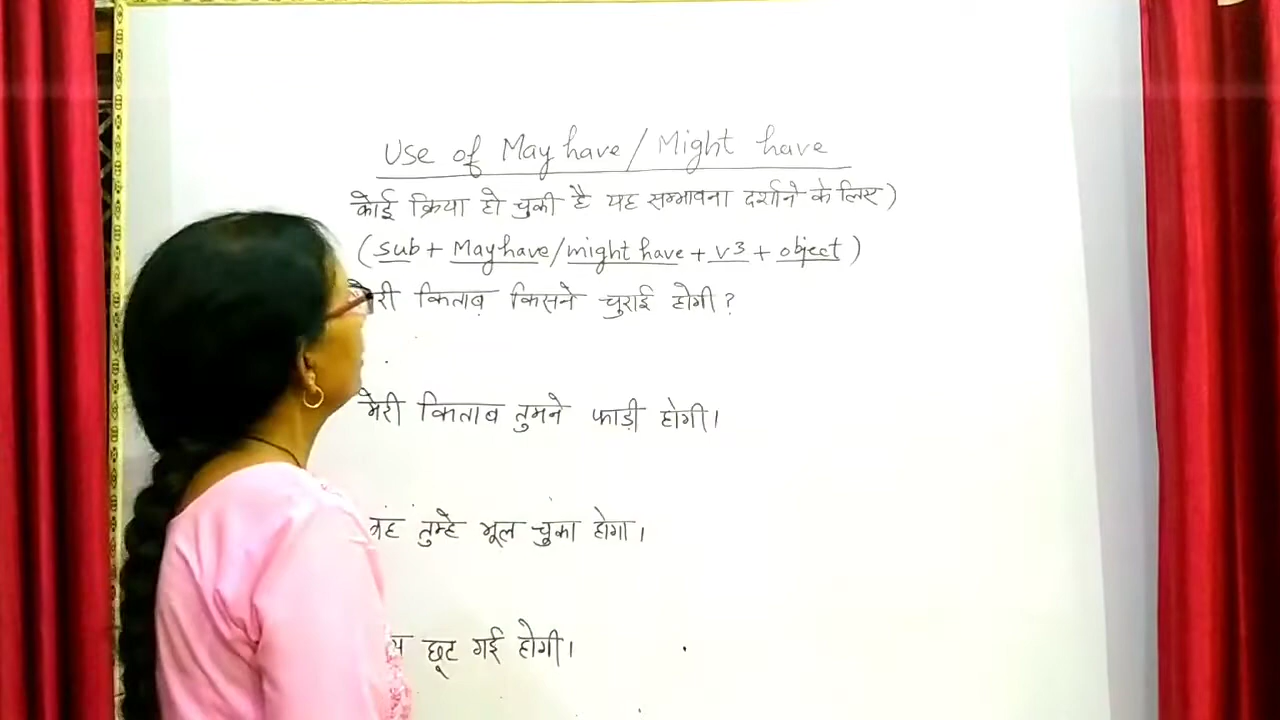 Use of May have / Might have
कोई क्रिया हो चुकी है यह सम्भावना दर्शाने के लिए)
(sub + May have/might have + v3 + object)
मेरी किताब किसने चुराई होगी?
मेरी किताब तुमने फाड़ी होगी।
वह तुम्हे भूल चुका होगा।
छूट गई होगी।